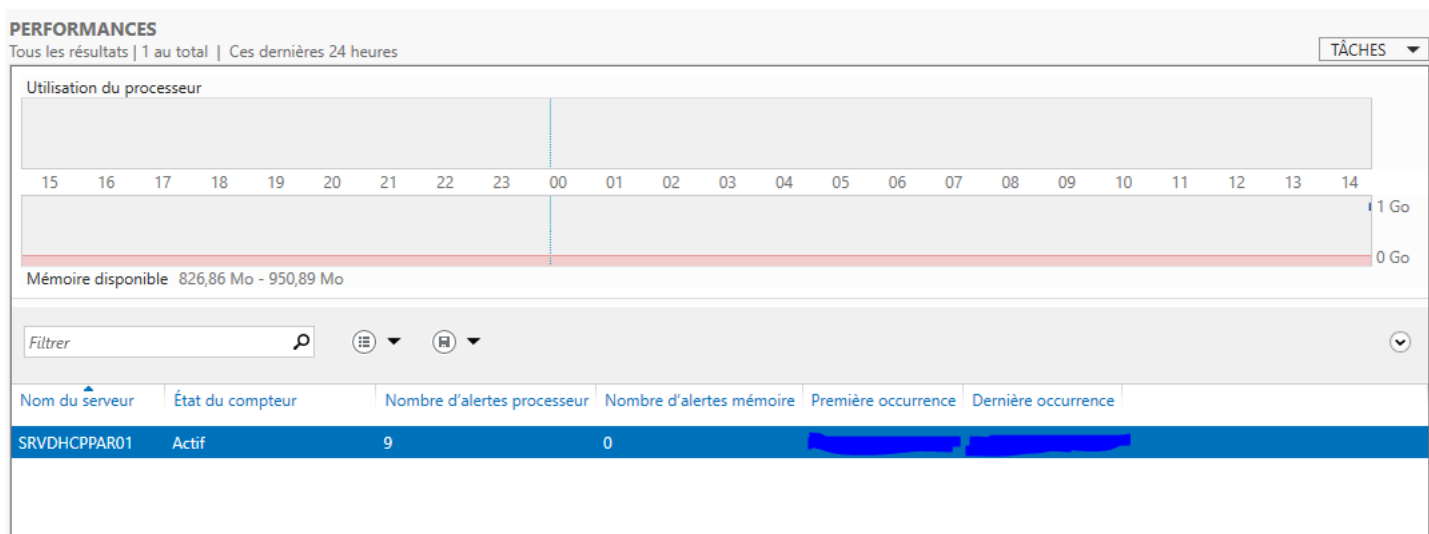 PERFORMANCES
Tous les résultats | 1 au total | Ces dernières 24 heures
TÂCHES
Utilisation du processeur
15 16 17 18 19 20 21 22 23 00 01 02 03 04 05 06 07 08 09 10 11 12 13 14
1 Go
0 Go
Mémoire disponible 826,86 Mo - 950,89 Mo
Filtrer
Nom du serveur État du compteur Nombre d'alertes processeur Nombre d'alertes mémoire Première occurrence Dernière occurrence
SRVDHCPPAR01 Actif 9 0